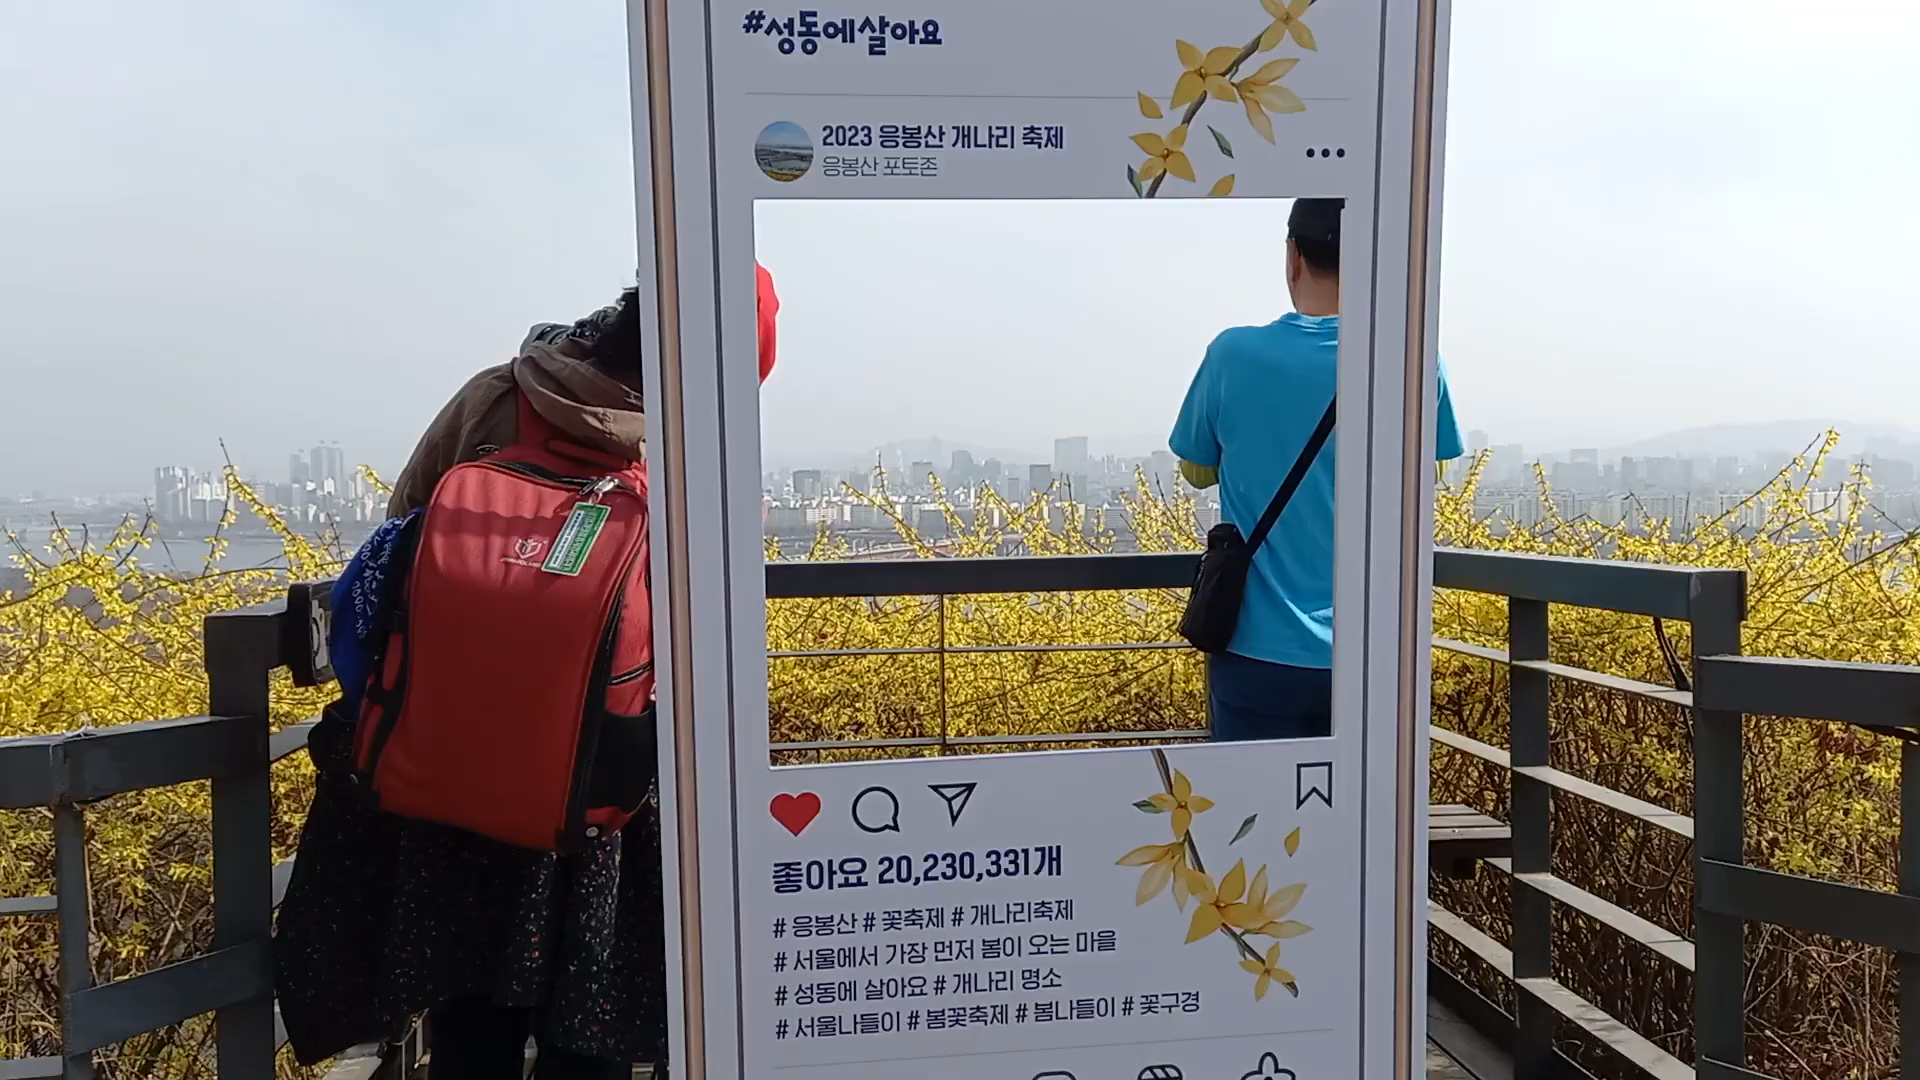 #성동에살아요
2023 응봉산 개나리 축제
응봉산 포토존
좋아요 20,230,331개
# 응봉산 # 꽃축제 # 개나리축제
# 서울에서 가장 먼저 봄이 오는 마을
# 성동에 살아요 # 개나리 명소
# 서울나들이 # 봄꽃축제 # 봄나들이 # 꽃구경